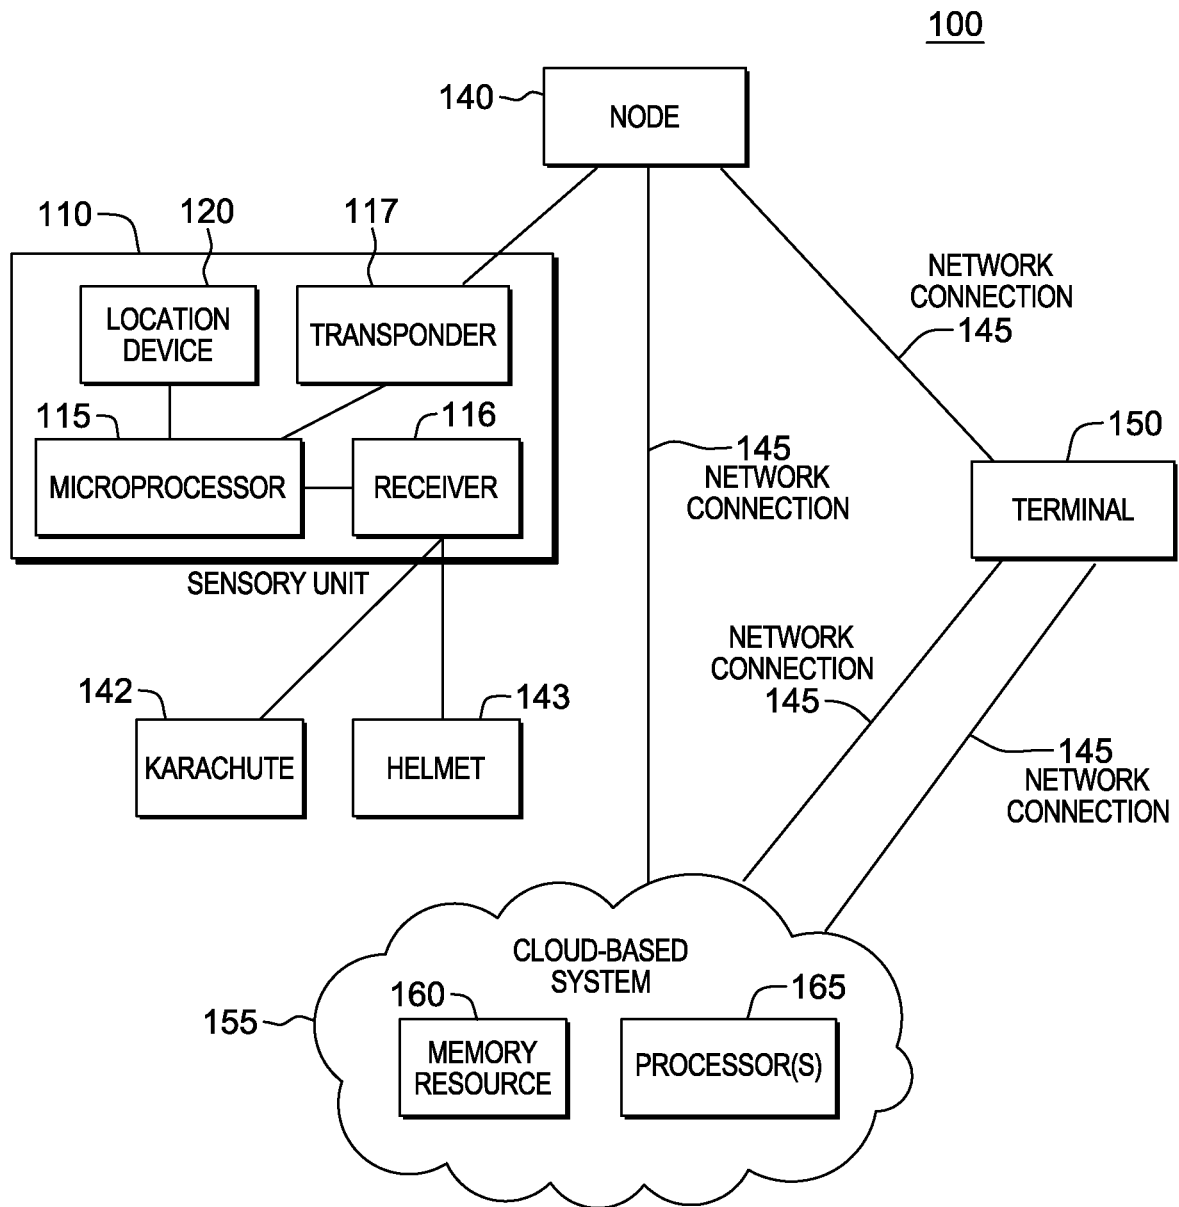 100
140
NODE
110
120
117
LOCATION
DEVICE
TRANSPONDER
NETWORK
CONNECTION
145
115
116
MICROPROCESSOR
RECEIVER
SENSORY UNIT
145
NETWORK
CONNECTION
150
TERMINAL
142
143
KARACHUTE
HELMET
NETWORK
CONNECTION
145
145
NETWORK
CONNECTION
CLOUD-BASED
SYSTEM
155
160
165
MEMORY
RESOURCE
PROCESSOR(S)